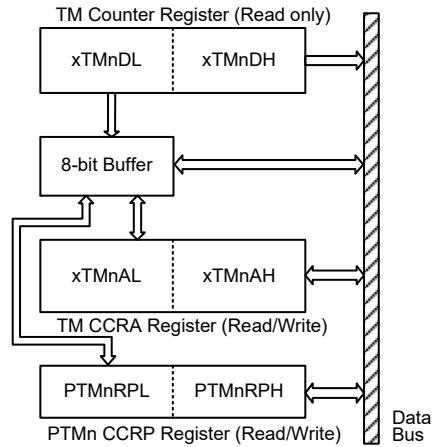 TM Counter Register (Read only)
xTMnDL xTMnDH
8-bit Buffer
xTMnAL xTMnAH
TM CCRA Register (Read/Write)
PTMnRPL PTMnRPH
PTMn CCRP Register (Read/Write)
Data
Bus